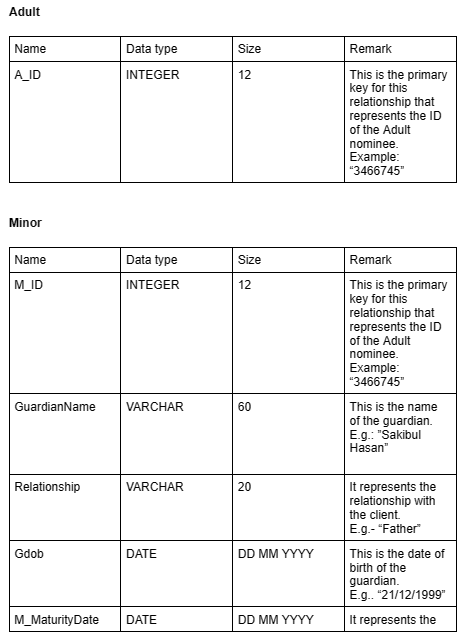 Adult
Name Data type Size Remark
A_ID INTEGER 12 This is the primary
key for this
relationship that
represents the ID
of the Adult
nominee.
Example:
“3466745”
Minor
Name Data type Size Remark
M_ID INTEGER 12 This is the primary
key for this
relationship that
represents the ID
of the Adult
nominee.
Example:
“3466745”
GuardianName VARCHAR 60 This is the name
of the guardian.
E.g.: ”Sakibul
Hasan”
Relationship VARCHAR 20 It represents the
relationship with
the client.
E.g.- “Father”
Gdob DATE DD MM YYYY This is the date of
birth of the
guardian.
E.g.. “21/12/1999”
M_MaturityDate DATE DD MM YYYY It represents the